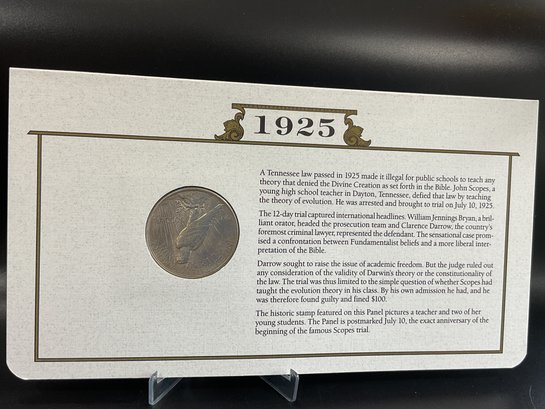 1925
A Tennessee law passed in 1925 made it illegal for public schools to teach any
theory that denied the Divine Creation as set forth in the Bible. John Scopes, a
young high school teacher in Dayton, Tennessee, defied that law by teaching
the theory of evolution. He was arrested and brought to trial on July 10, 1925.
The 12-day trial captured international headlines. William Jennings Bryan, a bril-
liant orator, headed the prosecution team and Clarence Darrow, the country's
foremost criminal lawyer, represented the defendant. The sensational case prom-
ised a confrontation between Fundamentalist beliefs and a more liberal inter-
pretation of the Bible.
Darrow sought to raise the issue of academic freedom. But the judge ruled out
any consideration of the validity of Darwin's theory or the constitutionality of
the law. The trial was thus limited to the simple question of whether Scopes had
taught the evolution theory in his class. By his own admission he had, and he
was therefore found guilty and fined $100.
The historic stamp featured on this Panel pictures a teacher and two of her
young students. The Panel is postmarked July 10, the exact anniversary of the
beginning of the famous Scopes trial.